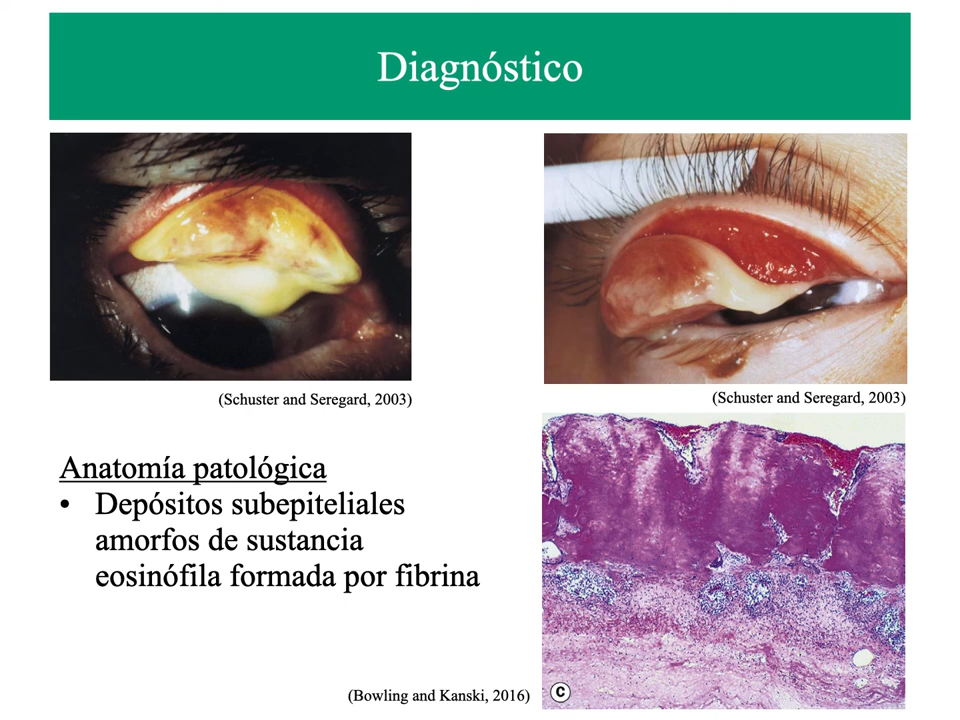 Diagnóstico
(Schuster and Seregard, 2003)
(Schuster and Seregard, 2003)
Anatomía patológica
• Depósitos subepiteliales
amorfos de sustancia
eosinófila formada por fibrina
(Bowling and Kanski, 2016)
C